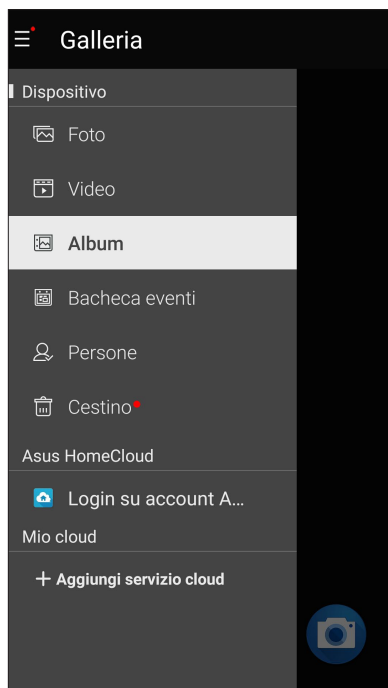 Galleria
Dispositivo
Foto
Video
Album
Bacheca eventi
Persone
Cestino
Asus HomeCloud
Login su account A...
Mio cloud
+ Aggiungi servizio cloud